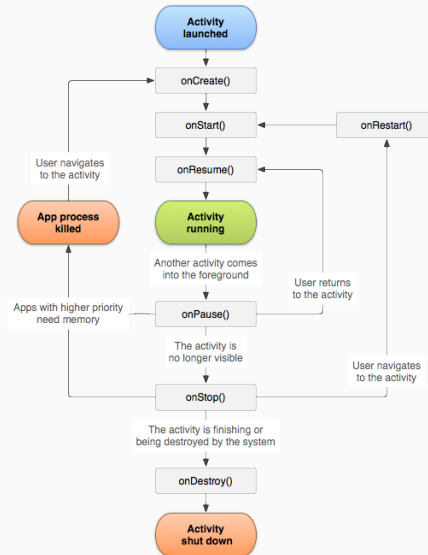 Activity
launched
onCreate()
onStart()
onRestart()
User navigates
to the activity
onResume()
App process
killed
Activity
running
Another activity comes
into the foreground
User returns
to the activity
Apps with higher priority
need memory
onPause()
The activity is
no longer visible
User navigates
to the activity
onStop()
The activity is finishing or
being destroyed by the system
onDestroy()
Activity
shut down